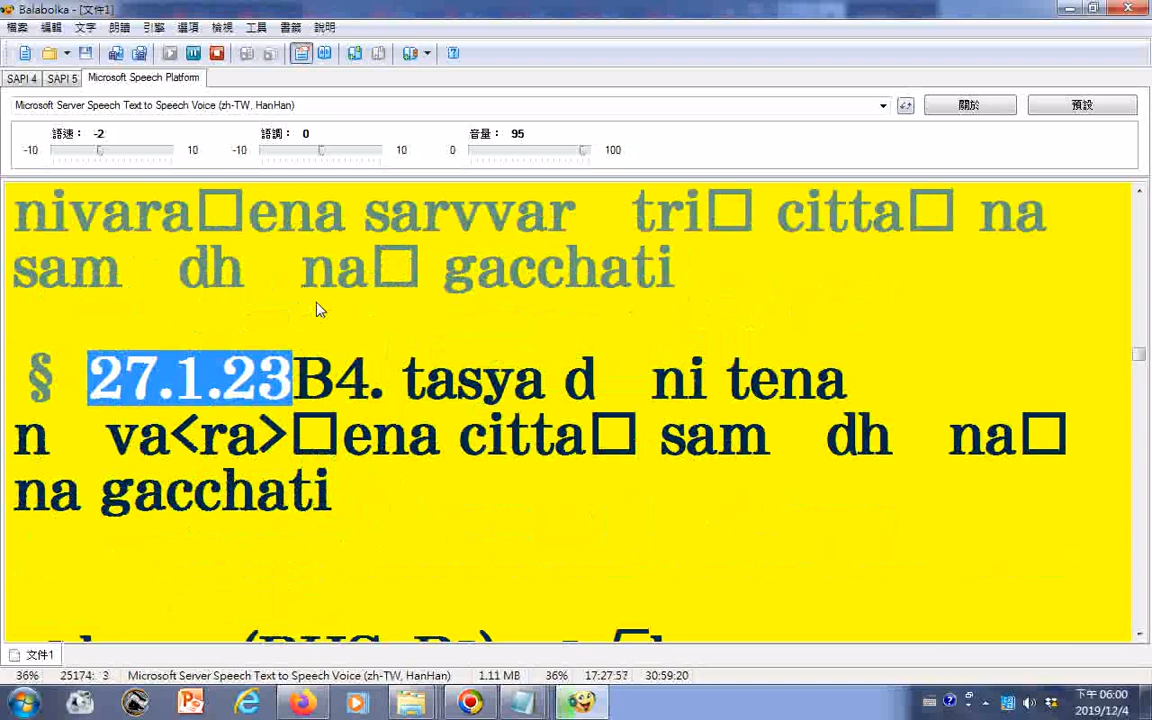 Balabolka - [文件1]
檔案 編輯 文字 朗讀 引擎 選項 檢視 工具 書籤 說明
SAPI 4 SAPI 5 Microsoft Speech Platform
Microsoft Server Speech Text to Speech Voice (zh-TW, HanHan) 關於 預設
語速： -2 語調： 0 音量： 95
-10 10 -10 10 0 100
nivara□ena sarvvar tri□ citta□ na
sam dh na□ gacchati
§ 27.1.23B4. tasya d ni tena
n va<ra>□ena citta□ sam dh na□
na gacchati
文件1
36% 25174: 3 Microsoft Server Speech Text to Speech Voice (zh-TW, HanHan) 1.11 MB 36% 17:27:57 30:59:20
下午 06:00
2019/12/4